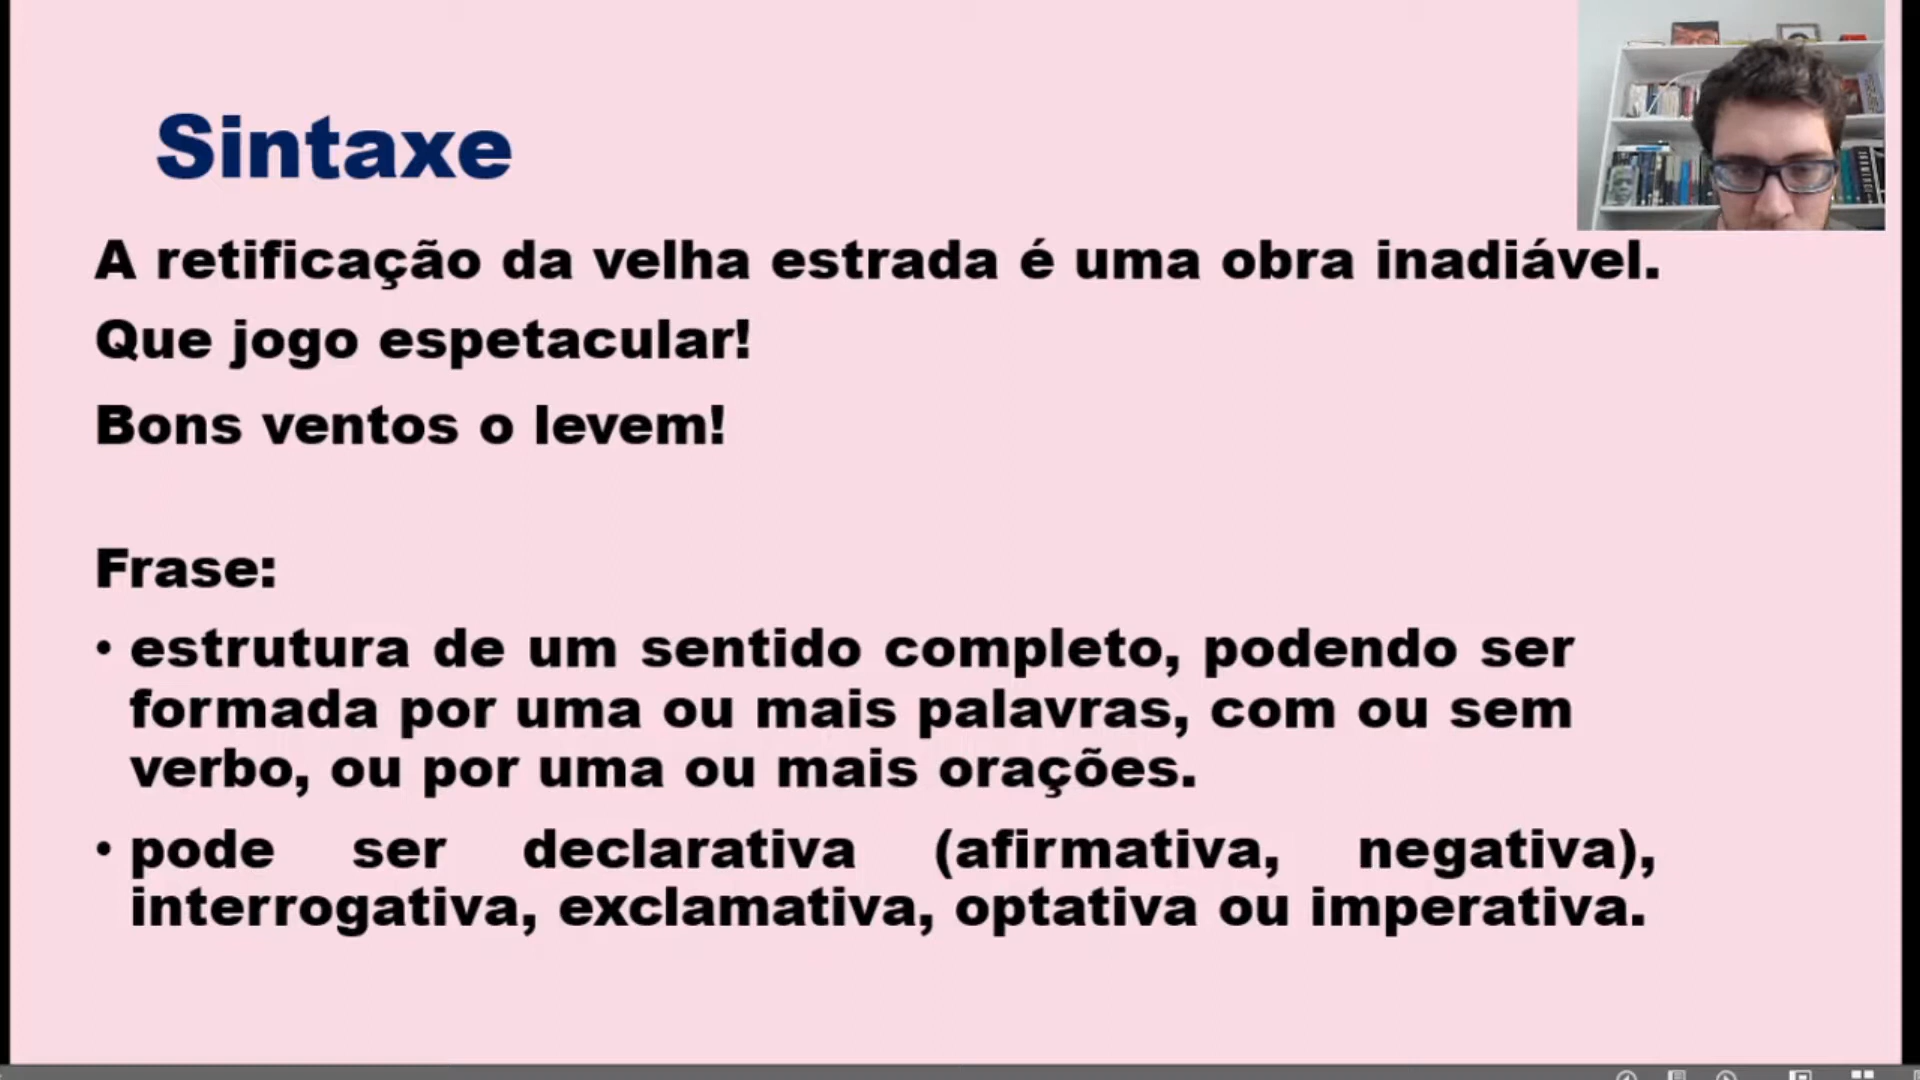 Sintaxe
A retificação da velha estrada é uma obra inadiável.
Que jogo espetacular!
Bons ventos o levem!
Frase:
• estrutura de um sentido completo, podendo ser
formada por uma ou mais palavras, com ou sem
verbo, ou por uma ou mais orações.
• pode ser declarativa (afirmativa, negativa),
interrogativa, exclamativa, optativa ou imperativa.